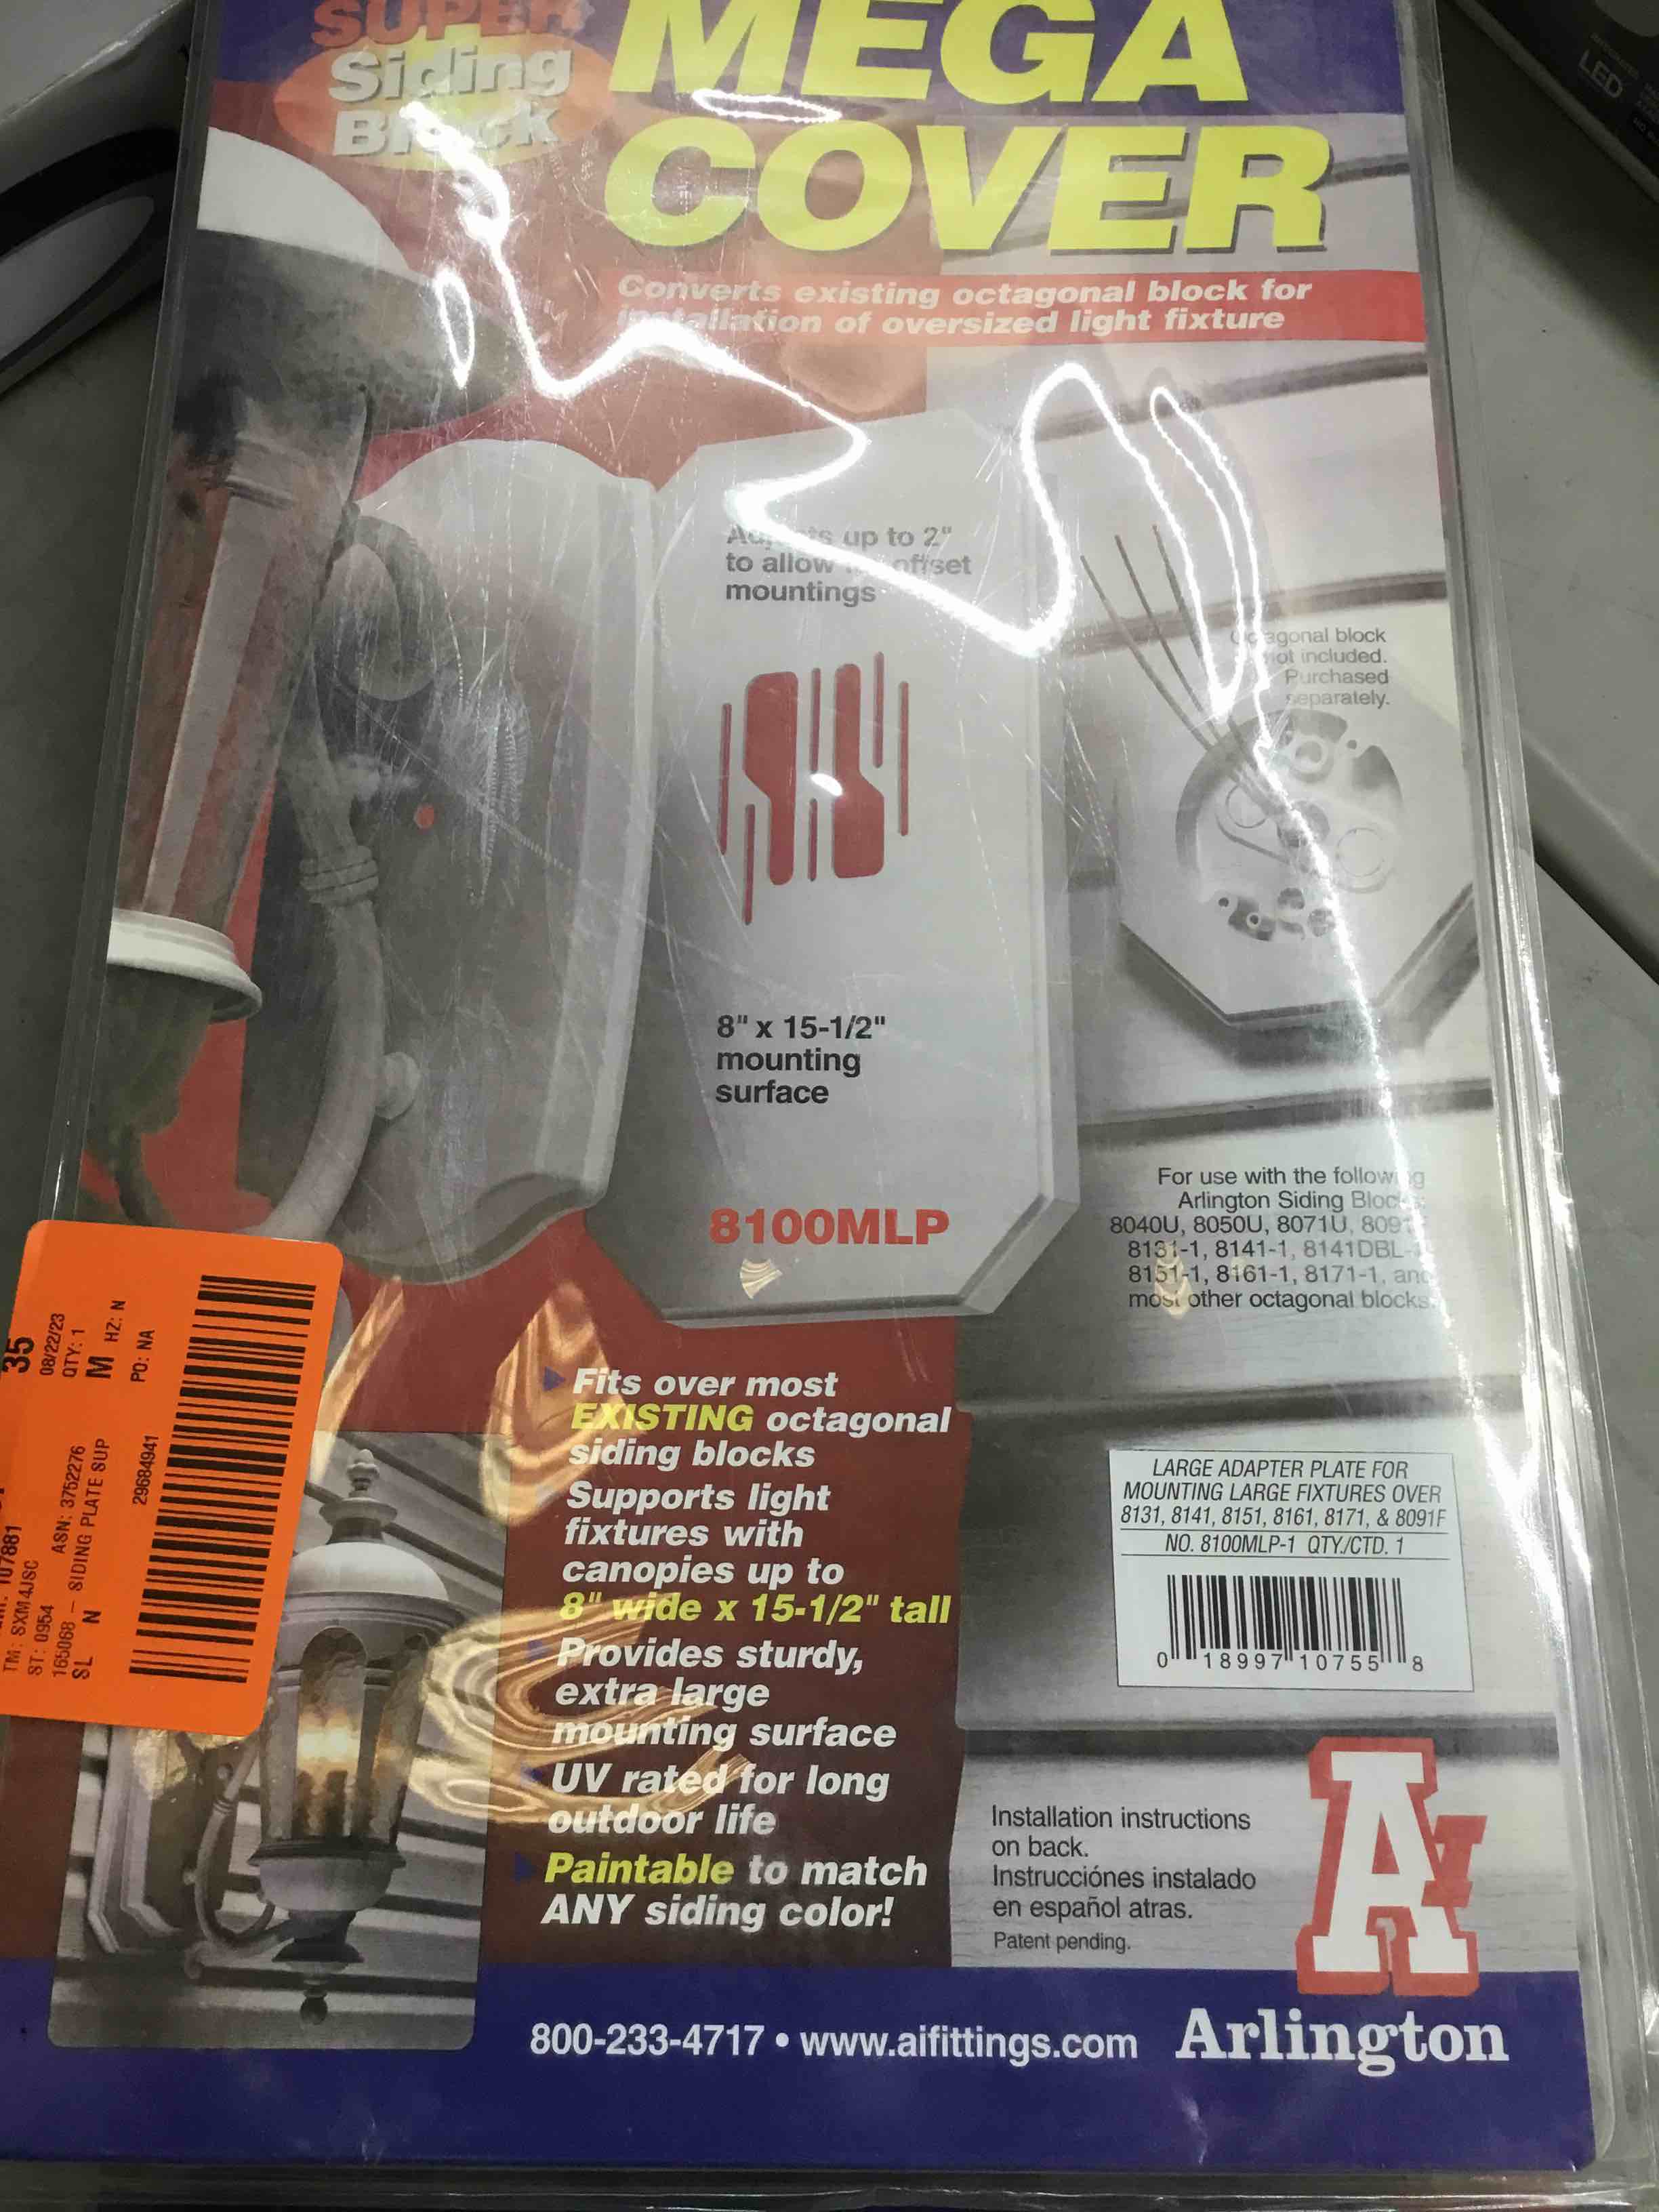 SUPER
Siding
Block
MEGA
COVER
Converts existing octagonal block for
installation of oversized light fixture
Adjusts up to 2"
to allow offset
mountings
Octagonal block
not included.
Purchased
separately.
8" x 15-1/2"
mounting
surface
8100MLP
For use with the following
Arlington Siding Blocks:
8040U, 8050U, 8071U,
8131-1, 8141-1,
8151-1, 8161-1, 8171-1, and
most other octagonal blocks.
Fits over most
EXISTING octagonal
siding blocks
Supports light
fixtures with
canopies up to
8" wide x 15-1/2" tall
Provides sturdy,
extra large
mounting surface
UV rated for long
outdoor life
Paintable to match
ANY siding color!
LARGE ADAPTER PLATE FOR
MOUNTING LARGE FIXTURES OVER
8131, 8141, 8151, 8161, 8171, & 8091F
NO. 8100MLP-1 QTY./CTD. 1
0 18997 10755 8
Installation instructions
on back.
Instrucciónes instalado
en español atras.
Patent pending.
A
800-233-4717 • www.aifittings.com Arlington
107881
TM: SXM4JSC
ST: 0954 ASN: 3752276
165068 - SIDING PLATE SUP
SL N
35
08/22/23
QTY: 1
M HZ: N
PO: NA
29684941
LED